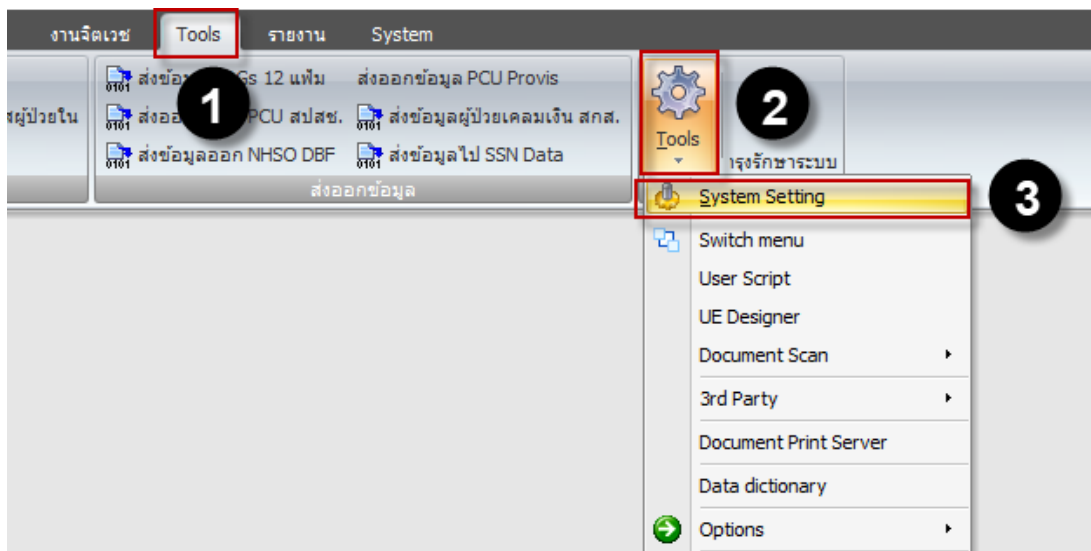 งานจิตเวช Tools รายงาน System
ส่งข้อ Gs 12 แฟ้ม ส่งออกข้อมูล PCU Provis
1 2
สผู้ป่วยใน ส่งออ PCU สปสช. ส่งข้อมูลผู้ป่วยเคลมเงิน สกส.
Tools
ส่งข้อมูลออก NHSO DBF ส่งข้อมูลไป SSN Data
ารุงรักษาระบบ
ส่งออกข้อมูล
System Setting 3
Switch menu
User Script
UE Designer
Document Scan
3rd Party
Document Print Server
Data dictionary
Options